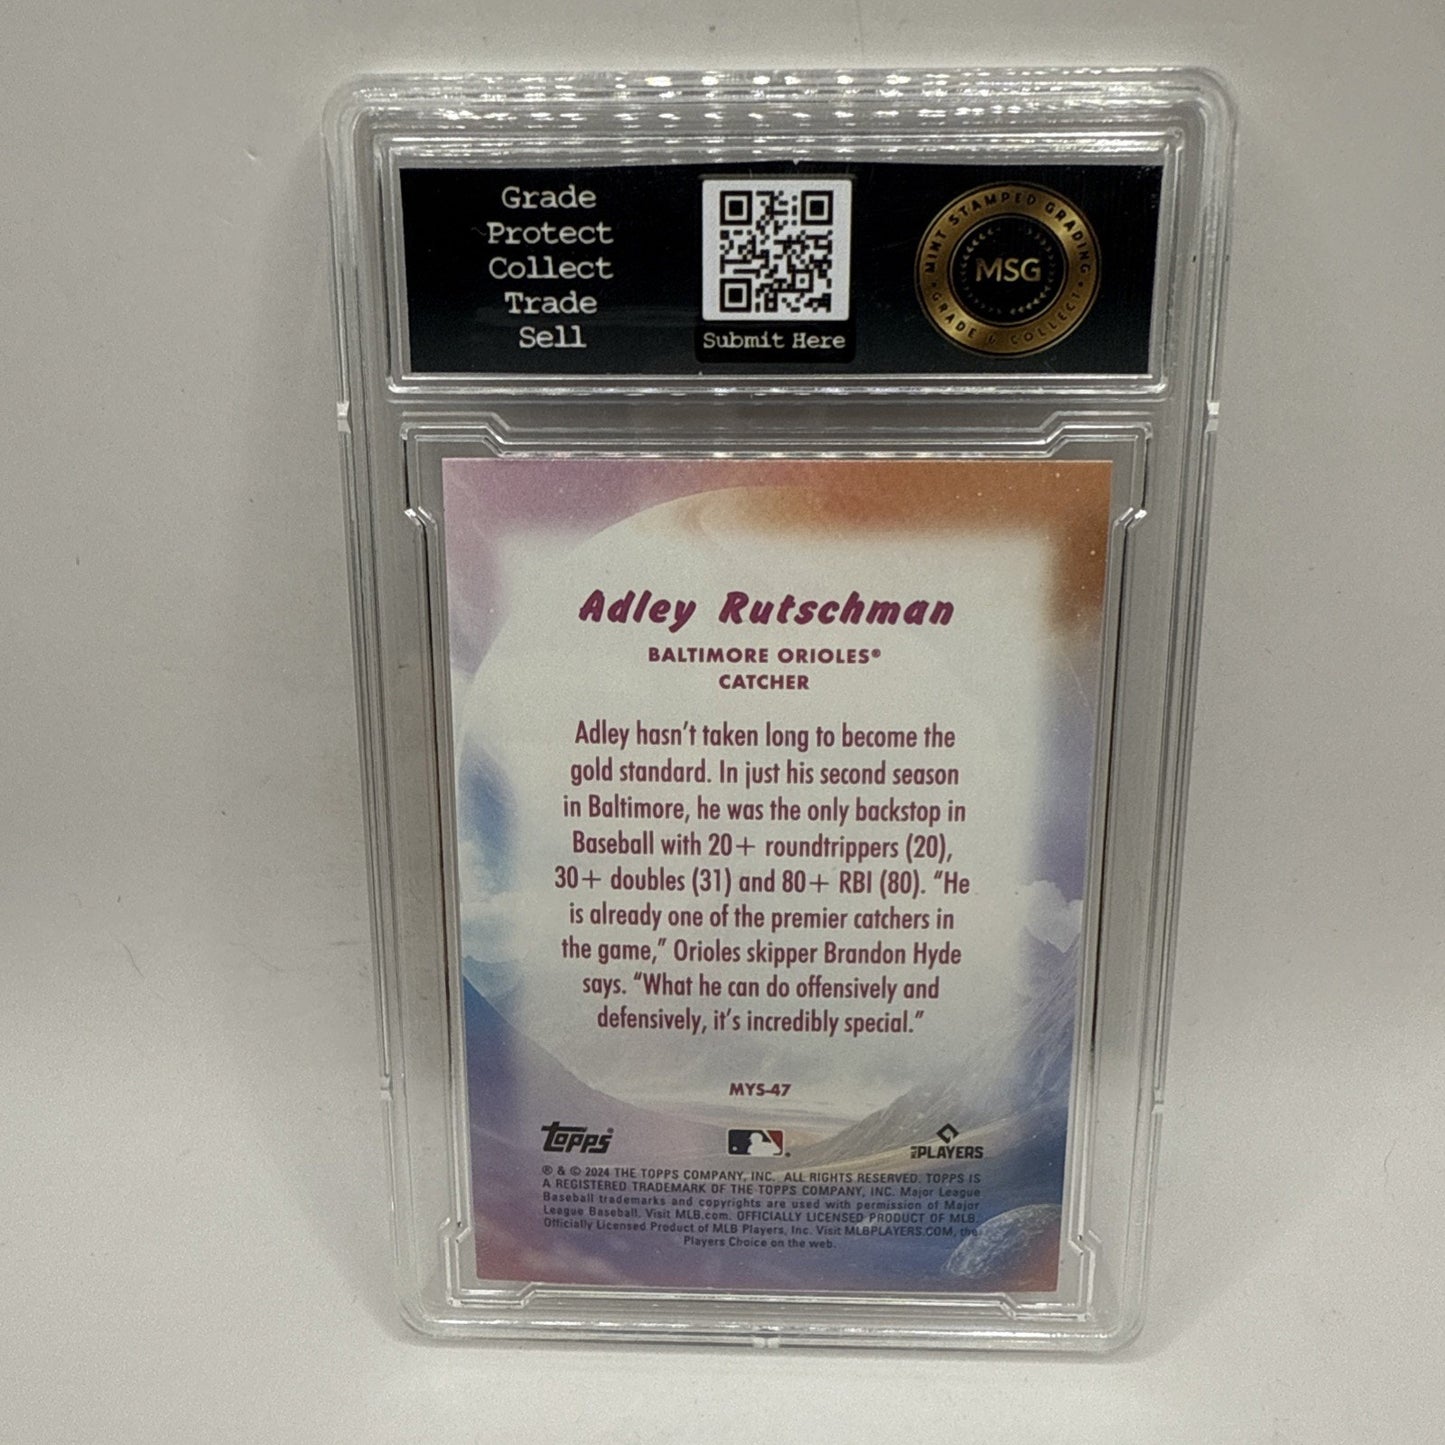 Grade
Protect
Collect
Trade
Sell
Submit Here
MINT STAMPED GRADING
MSG
GRADE & COLLECT
Adley Rutschman
BALTIMORE ORIOLES®
CATCHER
Adley hasn't taken long to become the
gold standard. In just his second season
in Baltimore, he was the only backstop in
Baseball with 20+ roundtrippers (20),
30+ doubles (31) and 80+ RBI (80). "He
is already one of the premier catchers in
the game," Orioles skipper Brandon Hyde
says. "What he can do offensively and
defensively, it's incredibly special."
MYS-47
Topps®
MLB PLAYERS
® & © 2024 THE TOPPS COMPANY, INC. ALL RIGHTS RESERVED. TOPPS IS
A REGISTERED TRADEMARK OF THE TOPPS COMPANY, INC. Major League
Baseball trademarks and copyrights are used with permission of Major
League Baseball. Visit MLB.com. OFFICIALLY LICENSED PRODUCT OF MLB.
Officially Licensed Product of MLB Players, Inc. Visit MLBPLAYERS.COM, the
Players Choice on the web.